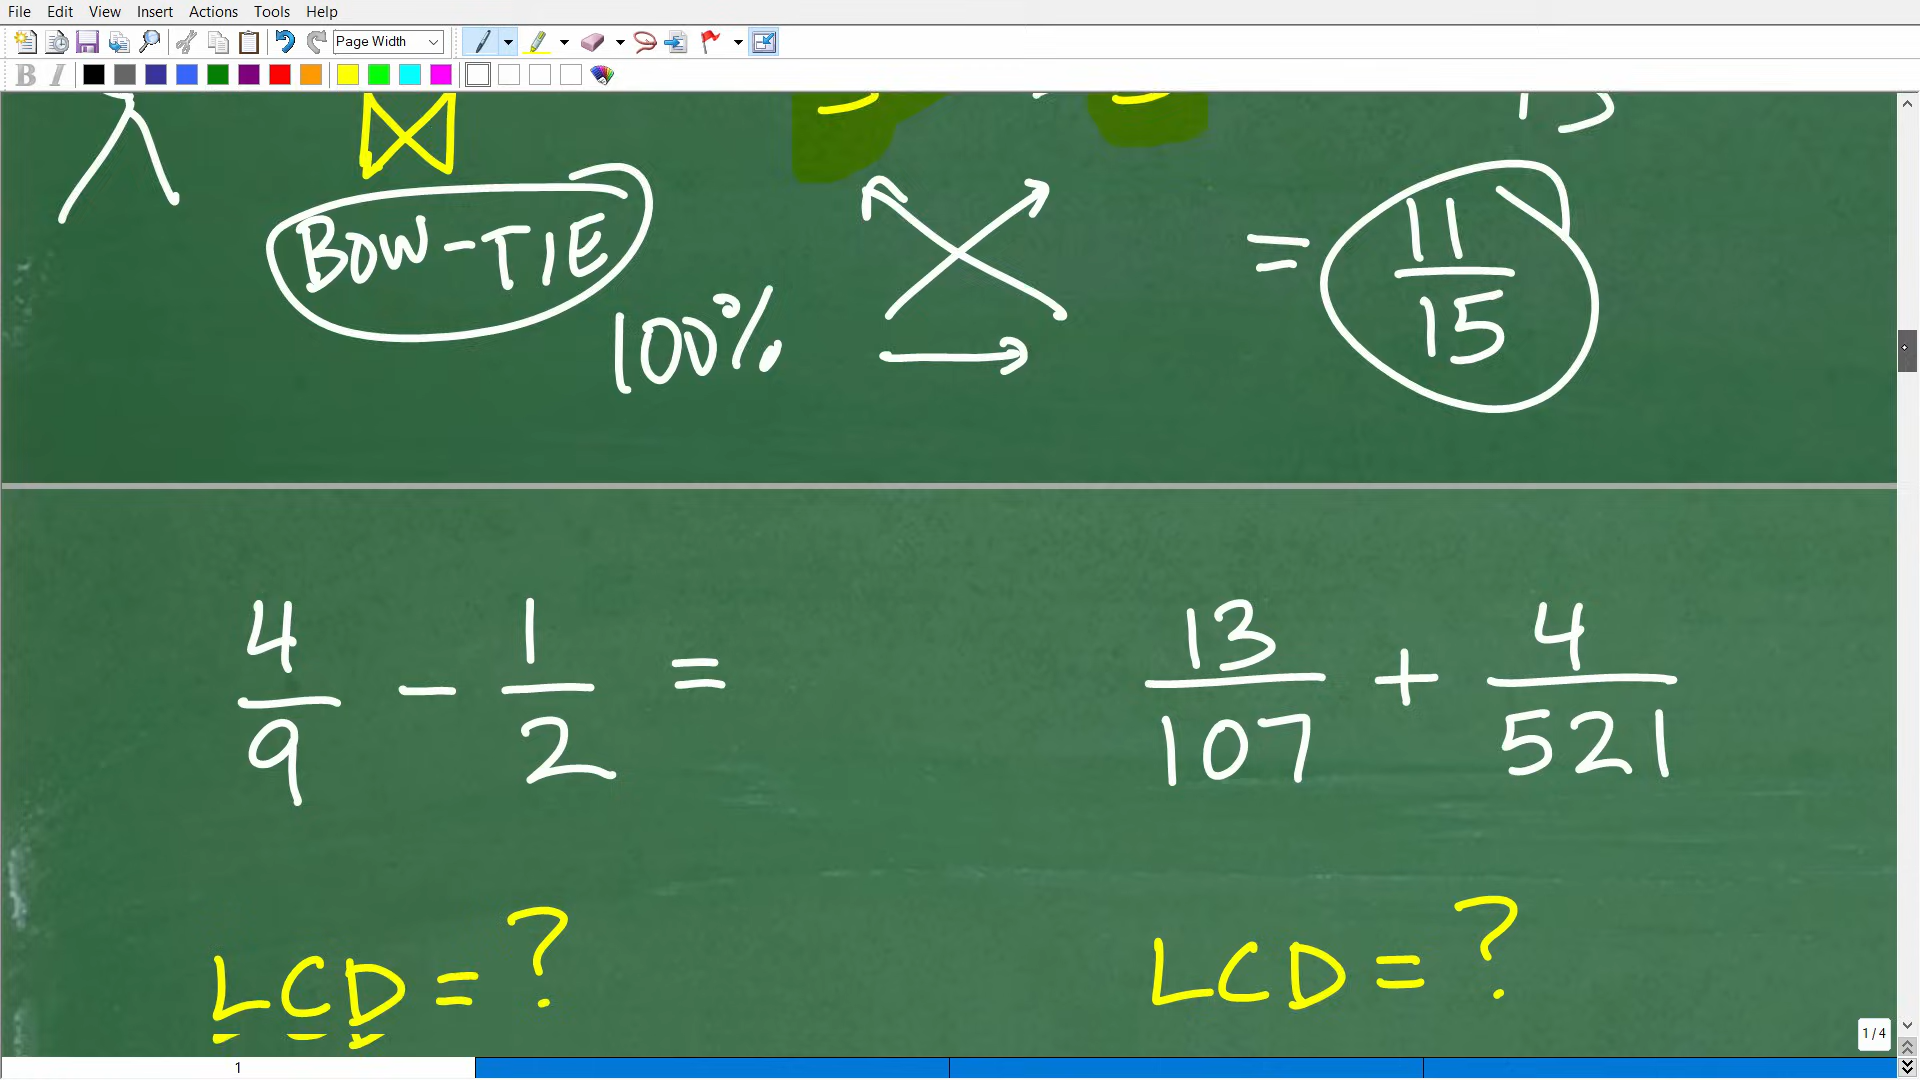 File Edit View Insert Actions Tools Help
Page Width
B I
BOW-TIE
100%
= 11/15
4/9 - 1/2 =
13/107 + 4/521
LCD = ?
LCD = ?
1 / 4
1